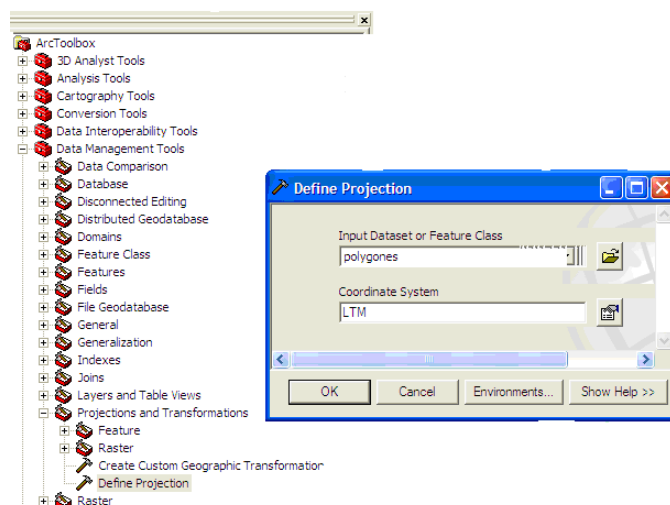 ArcToolbox
3D Analyst Tools
Analysis Tools
Cartography Tools
Conversion Tools
Data Interoperability Tools
Data Management Tools
Data Comparison
Database
Disconnected Editing
Distributed Geodatabase
Domains
Feature Class
Features
Fields
File Geodatabase
General
Generalization
Indexes
Joins
Layers and Table Views
Projections and Transformations
Feature
Raster
Create Custom Geographic Transformation
Define Projection
Raster
Define Projection
Input Dataset or Feature Class
polygones
Coordinate System
LTM
OK Cancel Environments... Show Help >>